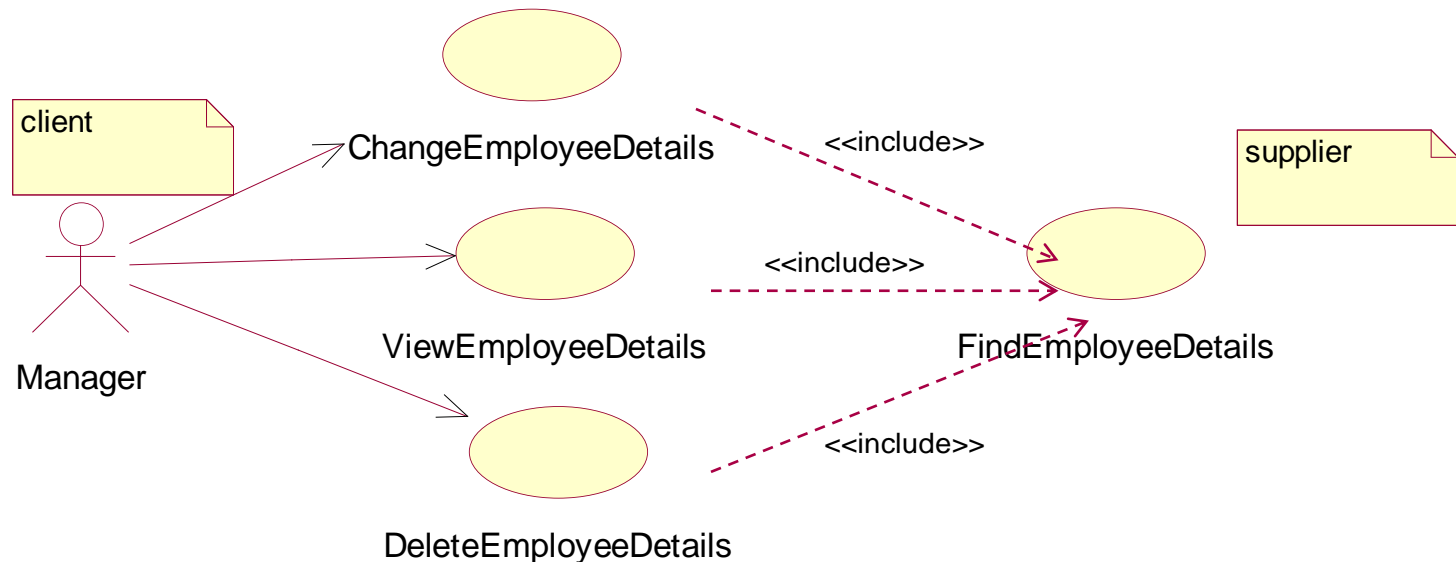 client
ChangeEmployeeDetails
<<include>>
supplier
<<include>>
ViewEmployeeDetails
FindEmployeeDetails
Manager
<<include>>
DeleteEmployeeDetails